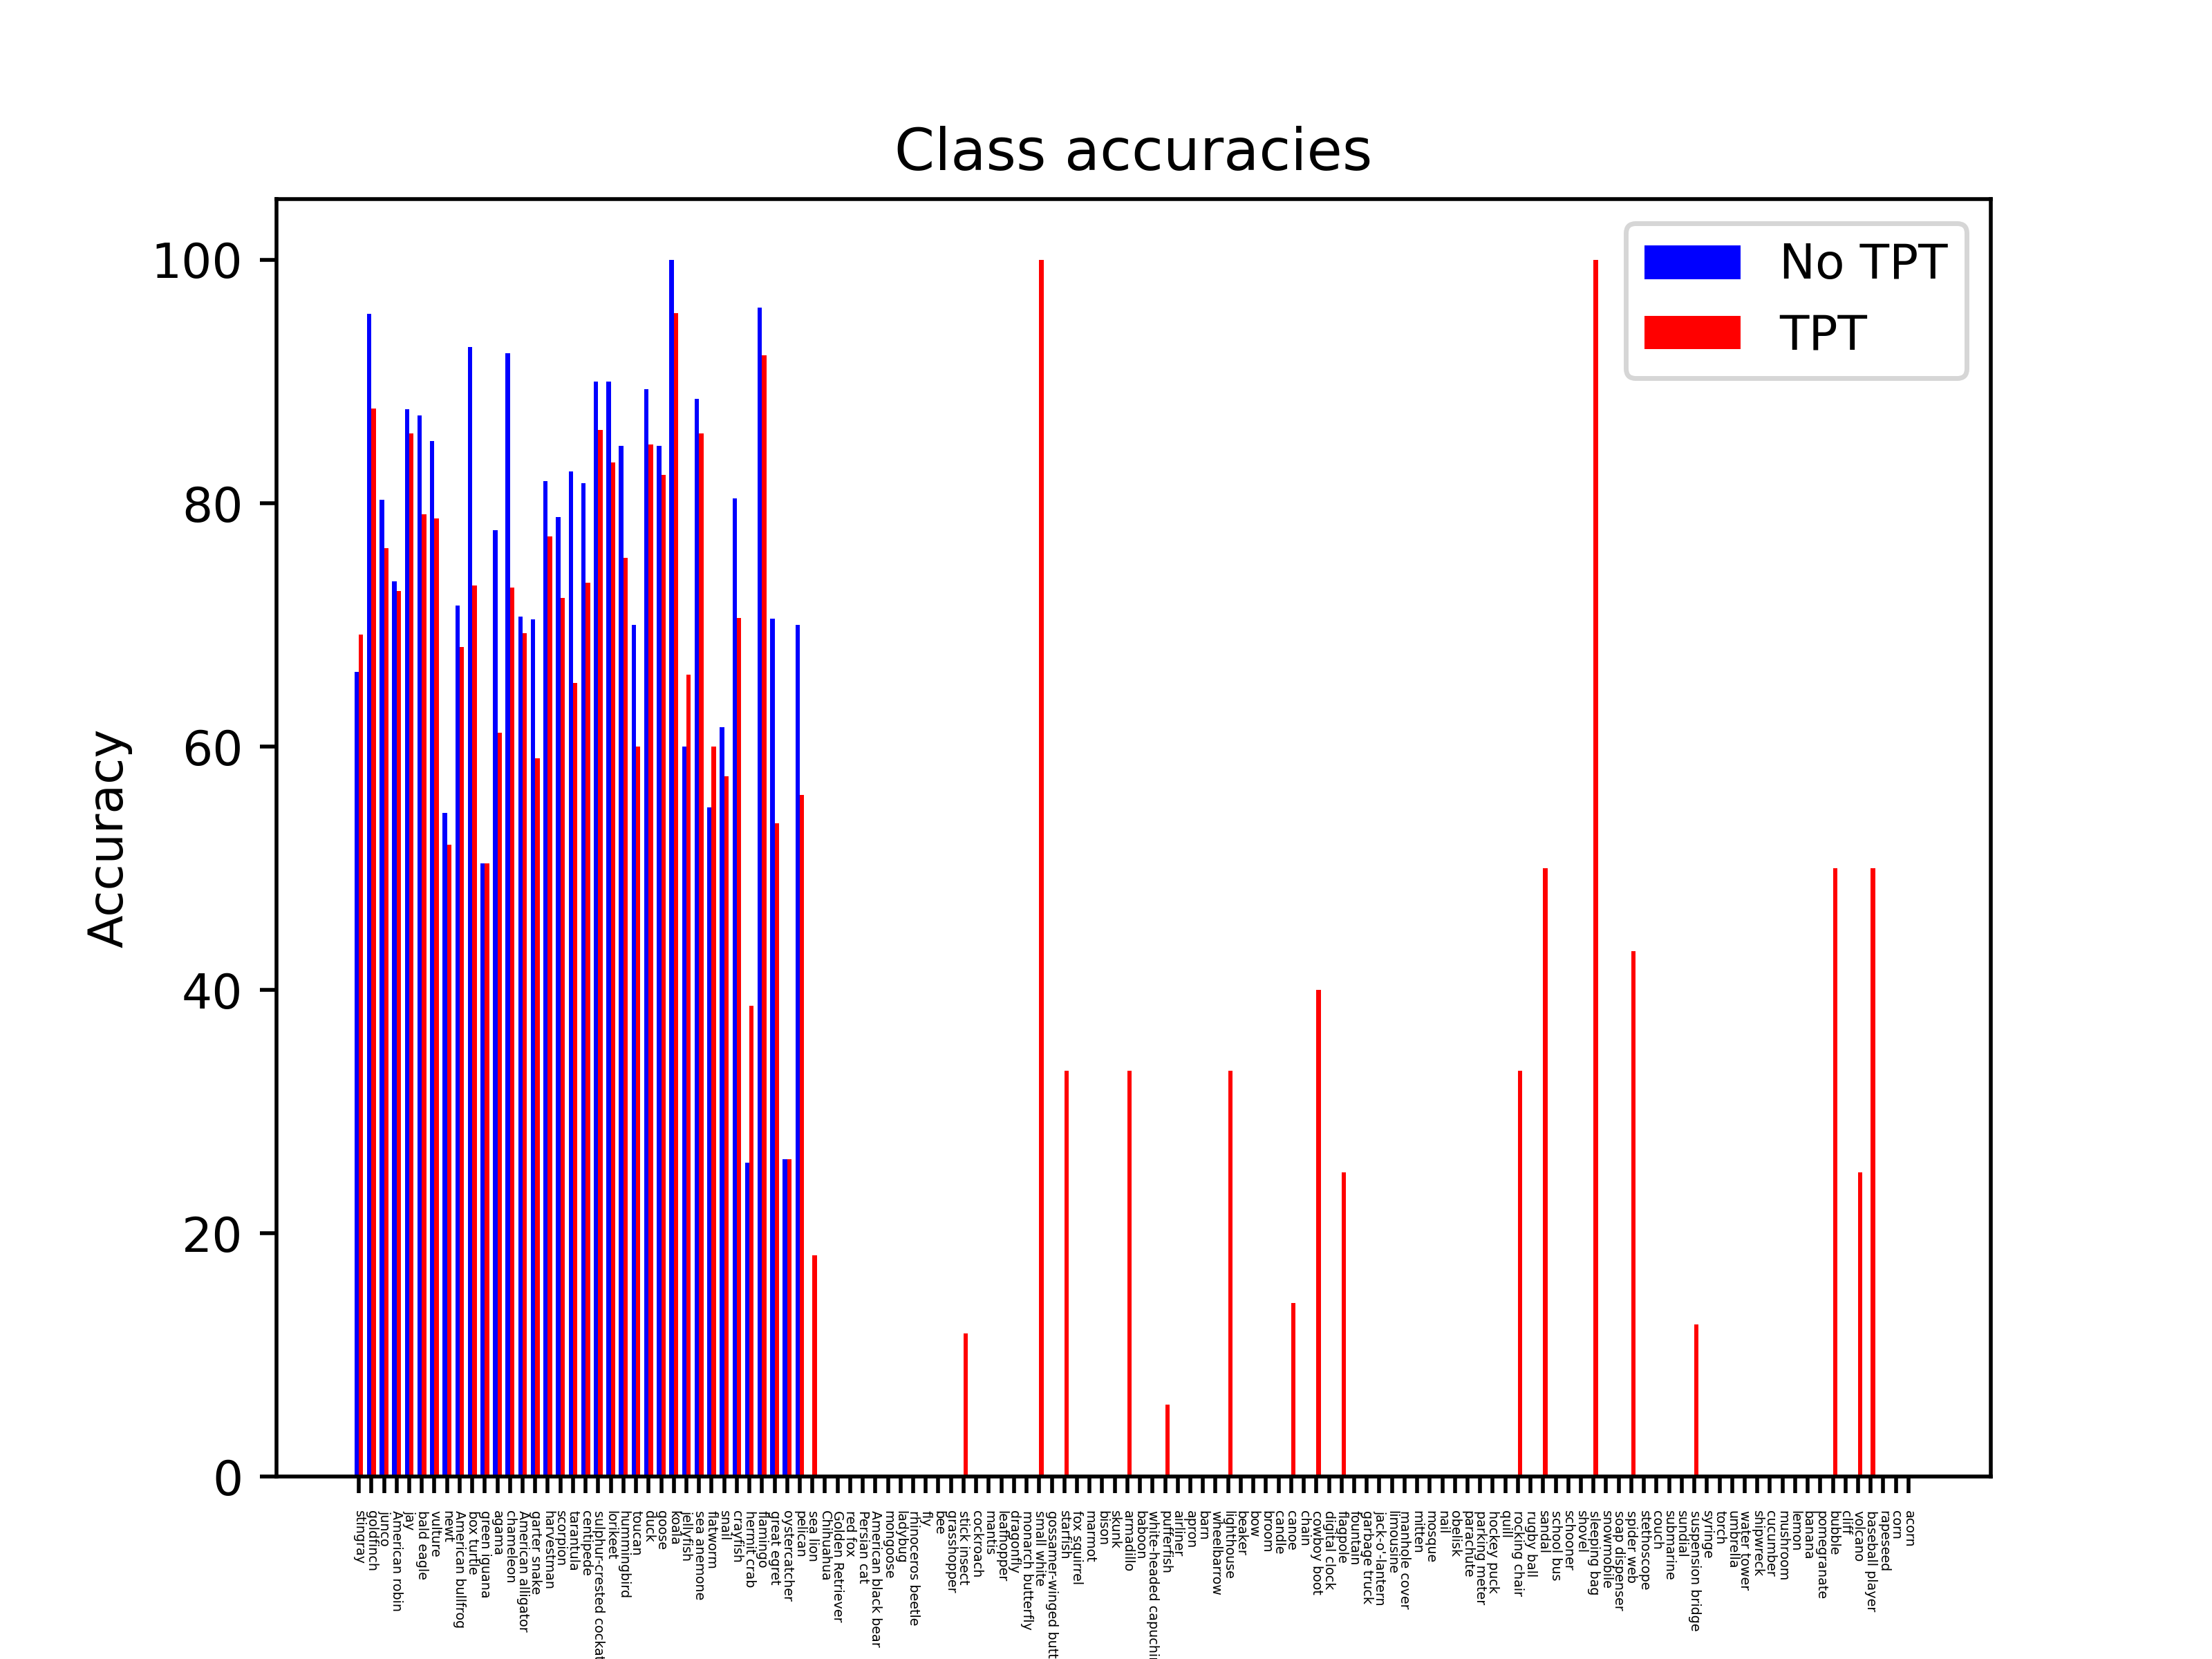 Class accuracies
No TPT
TPT
Accuracy
100
80
60
40
20
0
stingray
goldfinch
junco
American robin
jay
bald eagle
vulture
newt
American bullfrog
box turtle
green iguana
agama
chameleon
American alligator
garter snake
harvestman
scorpion
tarantula
centipede
sulphur-crested cockat
lorikeet
hummingbird
toucan
duck
goose
koala
jellyfish
sea anemone
flatworm
snail
crayfish
hermit crab
flamingo
great egret
oystercatcher
pelican
sea lion
Chihuahua
Golden Retriever
red fox
Persian cat
American black bear
mongoose
ladybug
rhinoceros beetle
fly
bee
grasshopper
stick insect
cockroach
mantis
leafhopper
dragonfly
monarch butterfly
small white
gossamer-winged butt
starfish
fox squirrel
marmot
bison
skunk
armadillo
baboon
white-headed capuchi
pufferfish
airliner
apron
barn
wheelbarrow
lighthouse
beaker
bow
broom
candle
canoe
chain
cowboy boot
digital clock
flagpole
fountain
garbage truck
jack-o'-lantern
limousine
manhole cover
mitten
mosque
nail
obelisk
parachute
parking meter
hockey puck
quill
rocking chair
rugby ball
sandal
school bus
schooner
shovel
sleeping bag
snowmobile
soap dispenser
spider web
stethoscope
couch
submarine
sundial
suspension bridge
syringe
torch
umbrella
water tower
shipwreck
cucumber
mushroom
lemon
banana
pomegranate
bubble
cliff
volcano
baseball player
rapeseed
corn
acorn